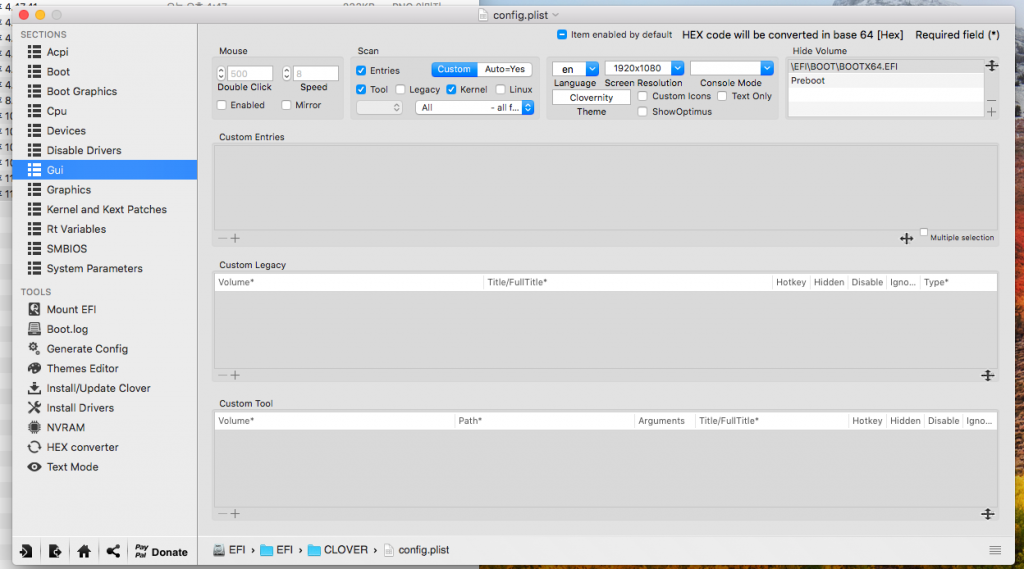 config.plist
SECTIONS
Acpi
Boot
Boot Graphics
Cpu
Devices
Disable Drivers
Gui
Graphics
Kernel and Kext Patches
Rt Variables
SMBIOS
System Parameters
TOOLS
Mount EFI
Boot.log
Generate Config
Themes Editor
Install/Update Clover
Install Drivers
NVRAM
HEX converter
Text Mode
Pay Pal Donate
Item enabled by default HEX code will be converted in base 64 [Hex] Required field (*)
Mouse
500 8
Double Click Speed
Enabled Mirror
Scan
Entries Custom Auto=Yes
Tool Legacy Kernel Linux
All - all f...
en 1920x1080
Language Screen Resolution Console Mode
Clovernity Custom Icons Text Only
Theme ShowOptimus
Hide Volume
\EFI\BOOT\BOOTX64.EFI
Preboot
Custom Entries
Multiple selection
Custom Legacy
Volume* Title/FullTitle* Hotkey Hidden Disable Igno... Type*
Custom Tool
Volume* Path* Arguments Title/FullTitle* Hotkey Hidden Disable Igno...
EFI › EFI › CLOVER › config.plist